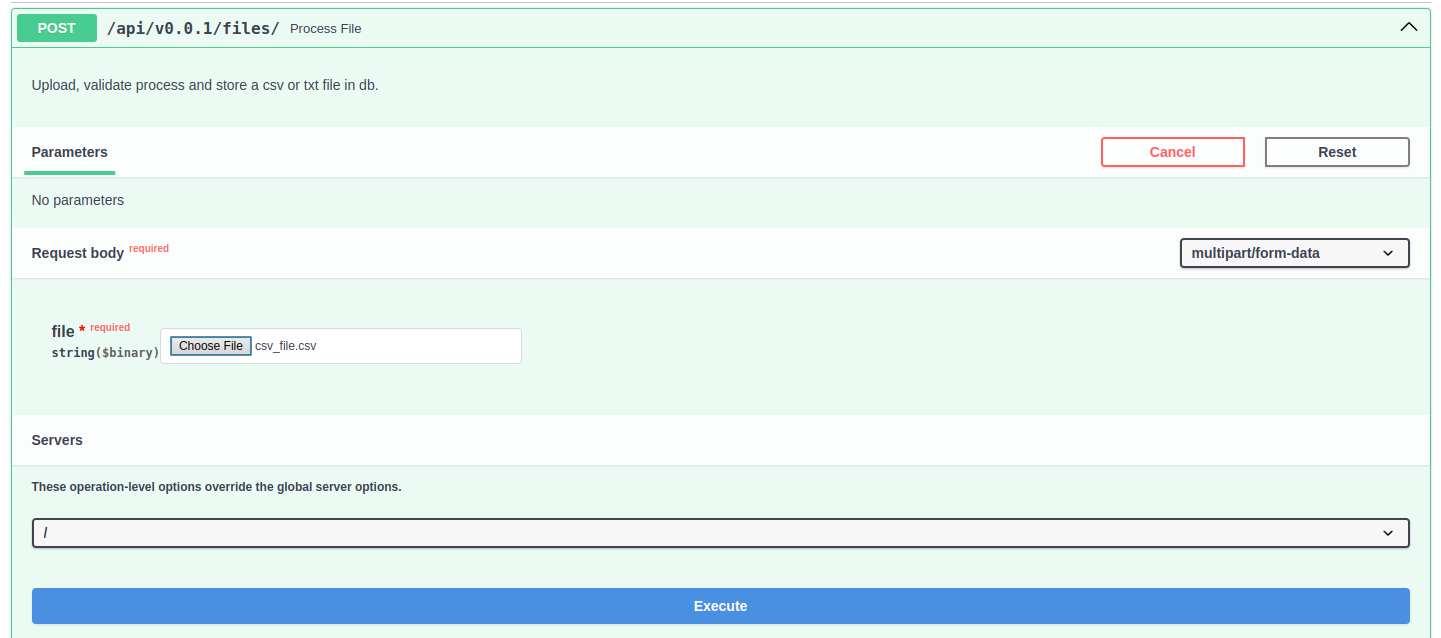 POST /api/v0.0.1/files/ Process File
Upload, validate process and store a csv or txt file in db.
Parameters Cancel Reset
No parameters
Request body required multipart/form-data
file * required
string($binary) Choose File csv_file.csv
Servers
These operation-level options override the global server options.
/
Execute